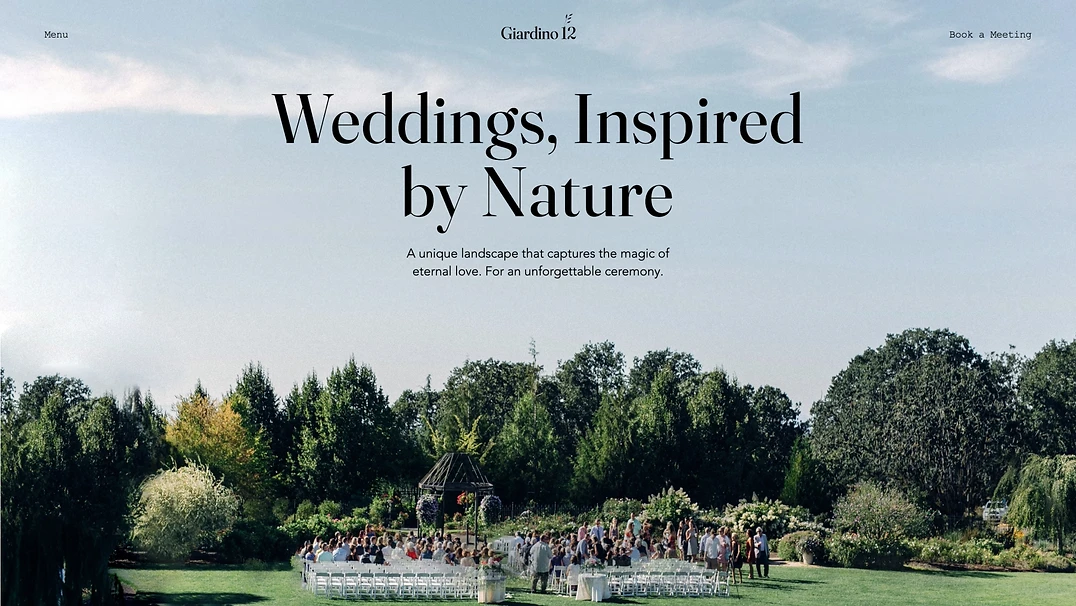 Menu
Giardino 12
Book a Meeting
Weddings, Inspired
by Nature
A unique landscape that captures the magic of
eternal love. For an unforgettable ceremony.